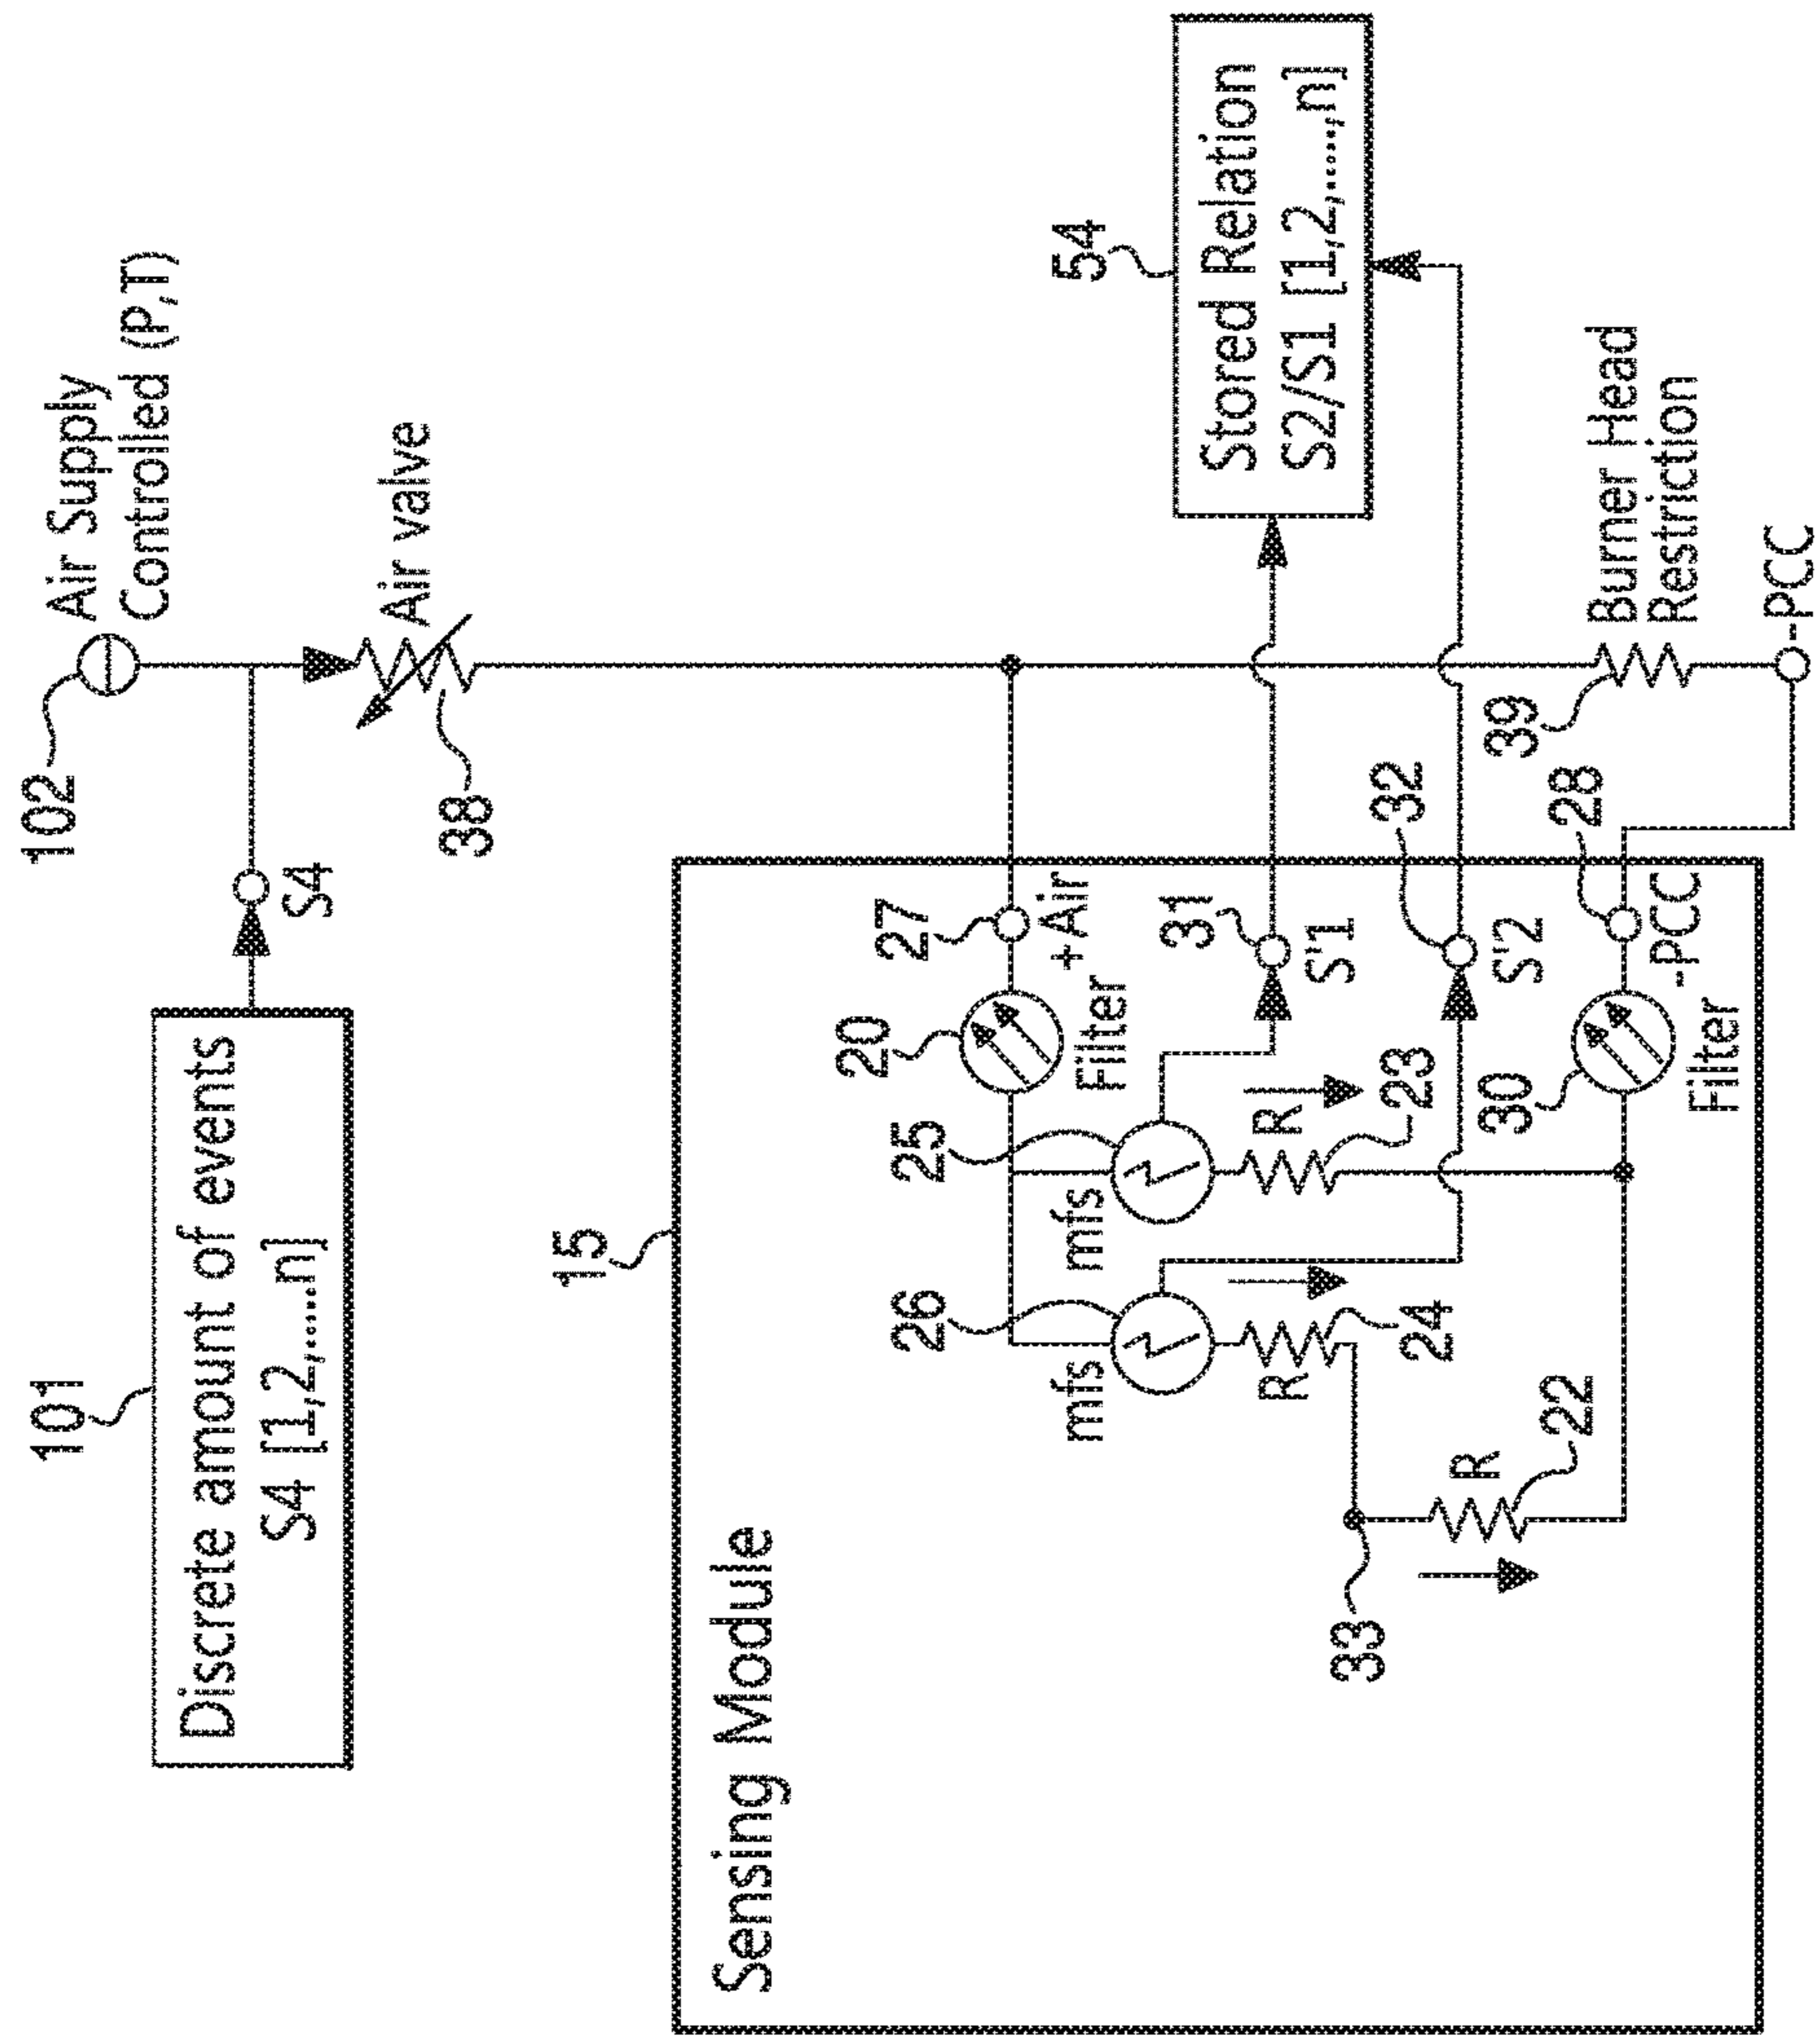 101
Discrete amount of events
S4 [1,2,.....n]
S4
102
Air Supply
Controlled (P,T)
Air valve
38
15
Sensing Module
27
+Air
20
Filter
25
mfs
26
mfs
R
23
R
24
33
R
22
31
S'1
32
S'2
28
-PCC
30
Filter
54
Stored Relation
S2/S1 [1,2,....,n]
39
Burner Head
Restriction
-PCC